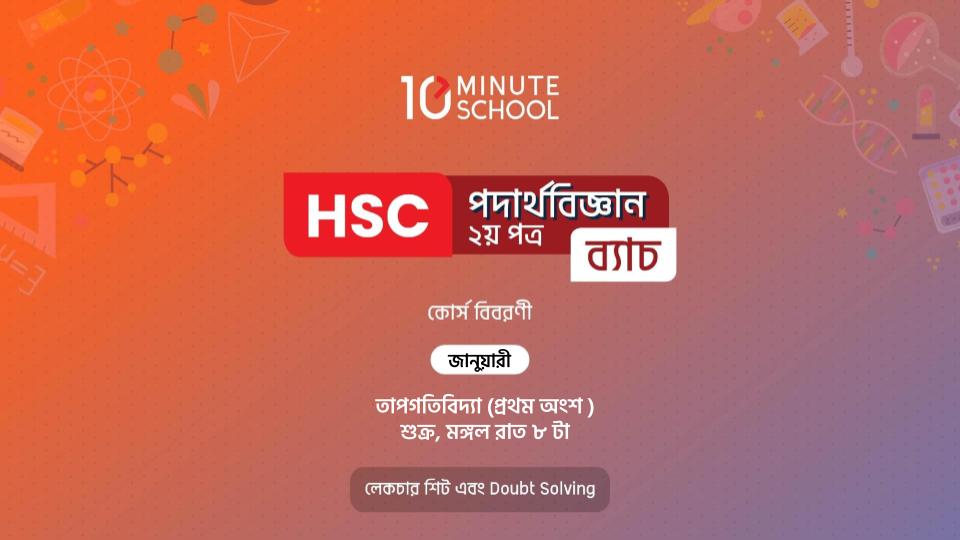 10 MINUTE
SCHOOL
HSC
পদার্থবিজ্ঞান
২য় পত্র
ব্যাচ
কোর্স বিবরণী
জানুয়ারী
তাপগতিবিদ্যা (প্রথম অংশ )
শুক্র, মঙ্গল রাত ৮ টা
লেকচার শিট এবং Doubt Solving